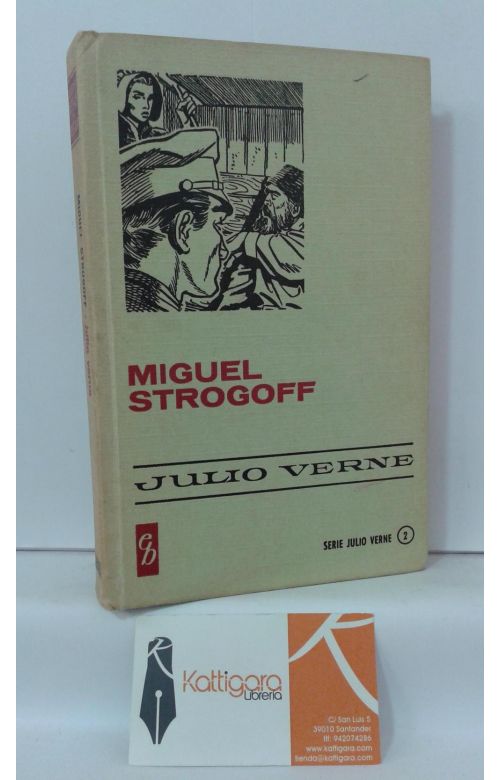 MIGUEL STROGOFF - Julio Verne
MIGUEL
STROGOFF
JULIO VERNE
eb
SERIE JULIO VERNE 2
K
Kattigara
Librería
C/ San Luis 5
39010 Santander
tlf: 942074286
www.kattigara.com
tienda@kattigara.com